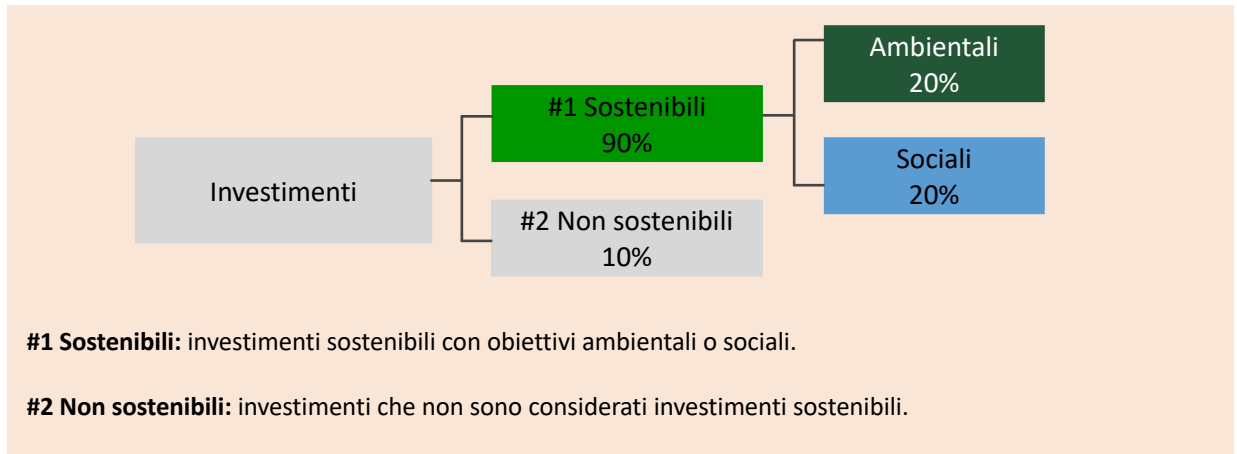 Ambientali
20%
#1 Sostenibili
90%
Sociali
20%
Investimenti
#2 Non sostenibili
10%
#1 Sostenibili: investimenti sostenibili con obiettivi ambientali o sociali.
#2 Non sostenibili: investimenti che non sono considerati investimenti sostenibili.